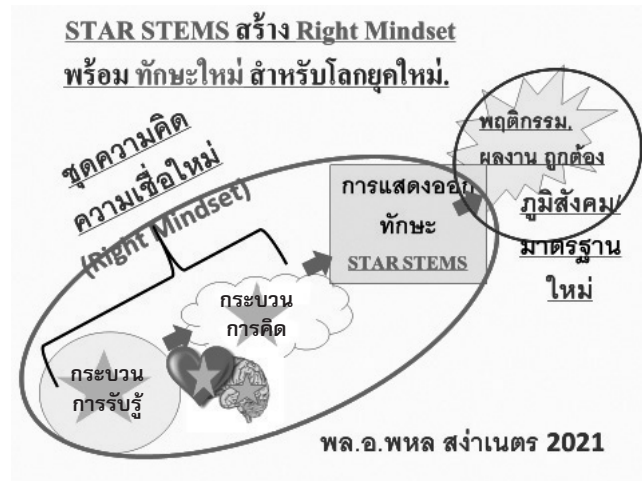 STAR STEMS สร้าง Right Mindset
พร้อม ทักษะใหม่ สำหรับโลกยุคใหม่.
ชุดความคิด
ความเชื่อใหม่
(Right Mindset)
พฤติกรรม,
ผลงาน ถูกต้อง
ภูมิสังคม/
มาตรฐาน
ใหม่
การแสดงออก
ทักษะ
STAR STEMS
กระบวน
การคิด
กระบวน
การรับรู้
พล.อ.พหล สง่าเนตร 2021